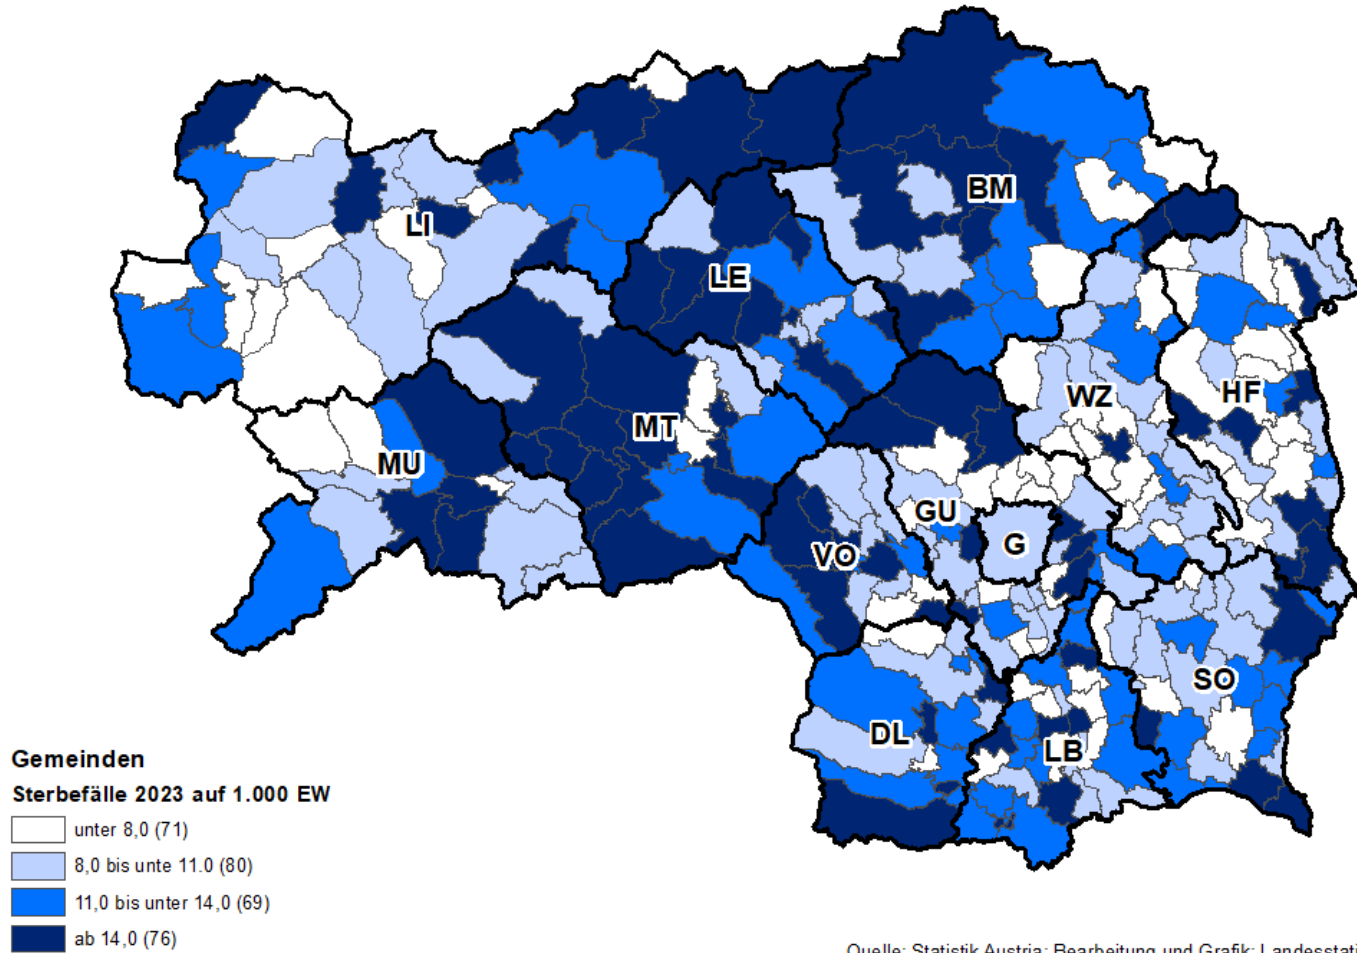 BM
LI
LE
WZ
HF
MT
MU
GU
G
VO
SO
DL
LB
Gemeinden
Sterbefälle 2023 auf 1.000 EW
unter 8,0 (71)
8,0 bis unte 11.0 (80)
11,0 bis unter 14,0 (69)
ab 14,0 (76)
Quelle: Statistik Austria; Bearbeitung und Grafik: Landesstati